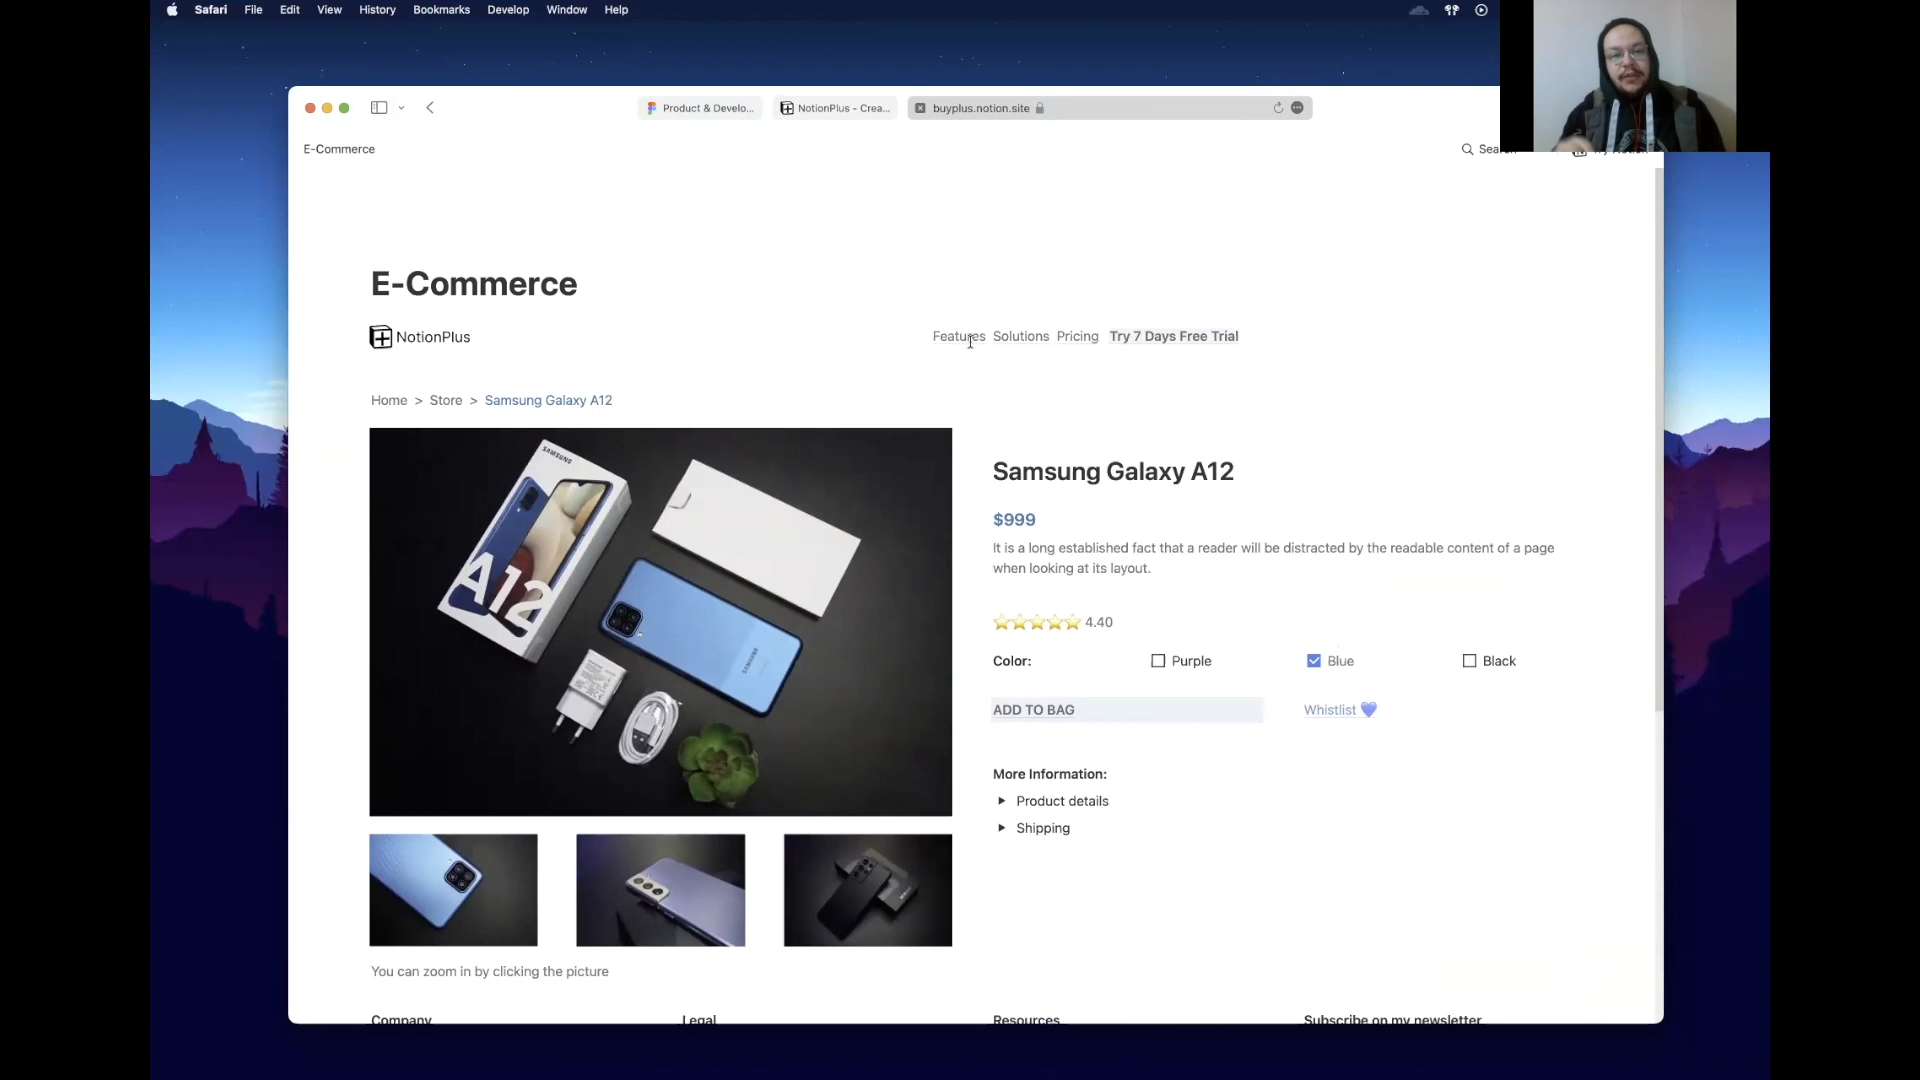 Safari File Edit View History Bookmarks Develop Window Help
Product & Develo... NotionPlus - Crea... buyplus.notion.site
E-Commerce
E-Commerce
NotionPlus
Features Solutions Pricing Try 7 Days Free Trial
Home > Store > Samsung Galaxy A12
SAMSUNG
A12
SAMSUNG
Samsung Galaxy A12
$999
It is a long established fact that a reader will be distracted by the readable content of a page
when looking at its layout.
4.40
Color: Purple Blue Black
ADD TO BAG Whistlist
More Information:
Product details
Shipping
You can zoom in by clicking the picture
Company Legal Resources Subscribe on my newsletter